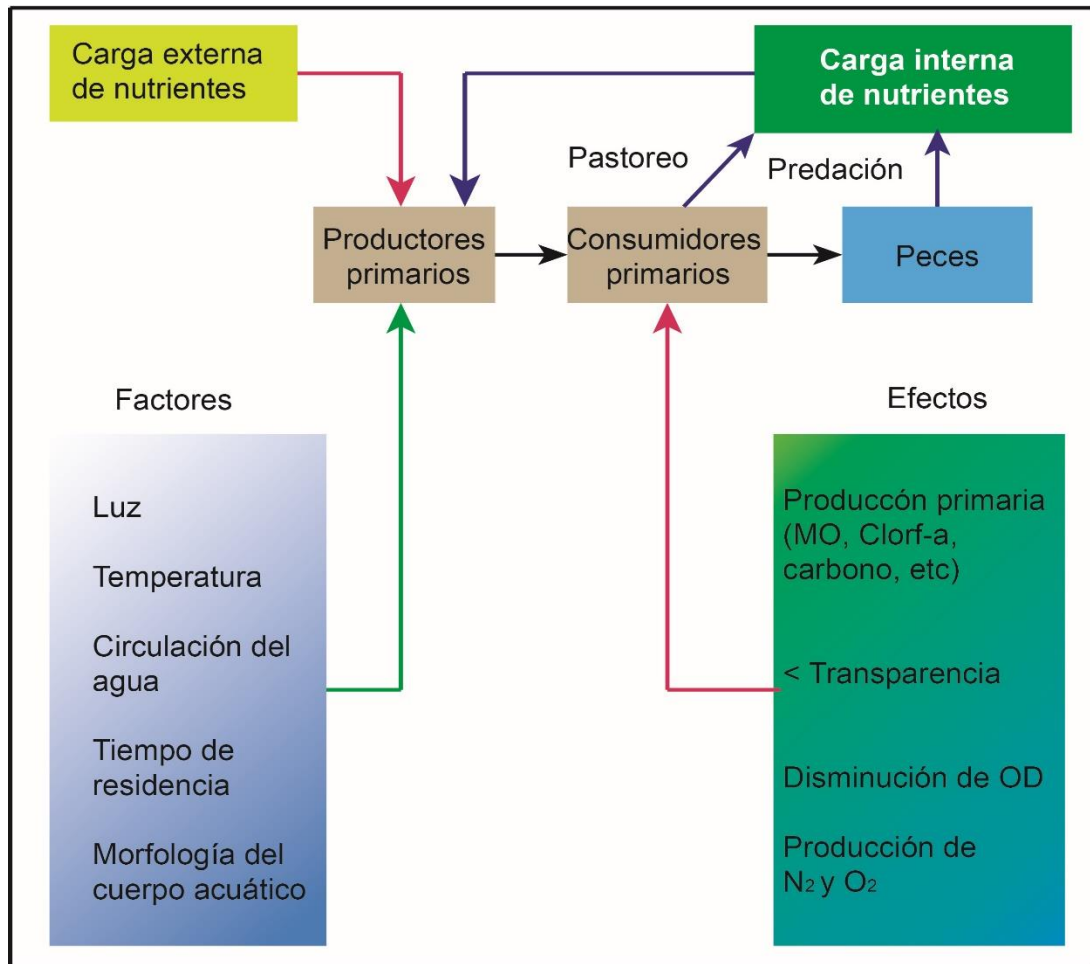 Carga externa
de nutrientes
Carga interna
de nutrientes
Pastoreo
Predación
Productores
primarios
Consumidores
primarios
Peces
Factores
Luz
Temperatura
Circulación del
agua
Tiempo de
residencia
Morfología del
cuerpo acuático
Efectos
Produccón primaria
(MO, Clorf-a,
carbono, etc)
< Transparencia
Disminución de OD
Producción de
N₂ y O₂